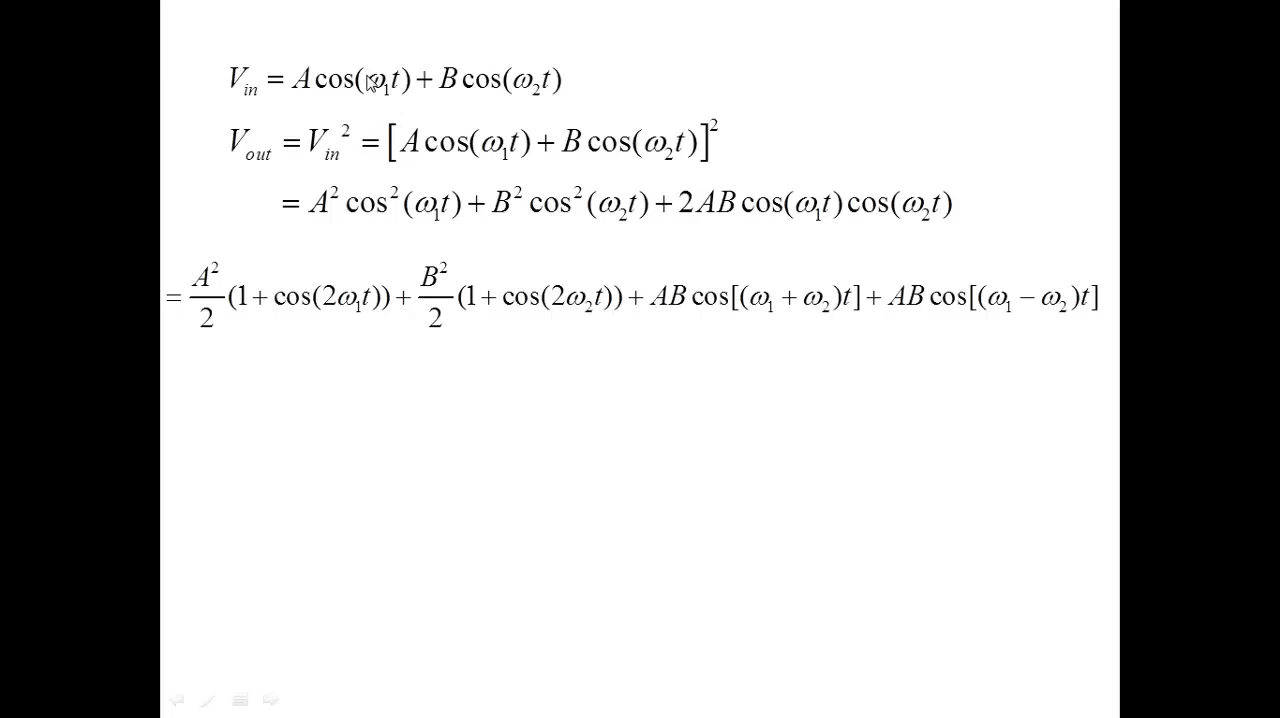 V_in = A cos(ω₁t) + B cos(ω₂t)
V_out = V_in² = [A cos(ω₁t) + B cos(ω₂t)]²
= A² cos²(ω₁t) + B² cos²(ω₂t) + 2AB cos(ω₁t) cos(ω₂t)
= A²/2 (1 + cos(2ω₁t)) + B²/2 (1 + cos(2ω₂t)) + AB cos[(ω₁ + ω₂)t] + AB cos[(ω₁ − ω₂)t]